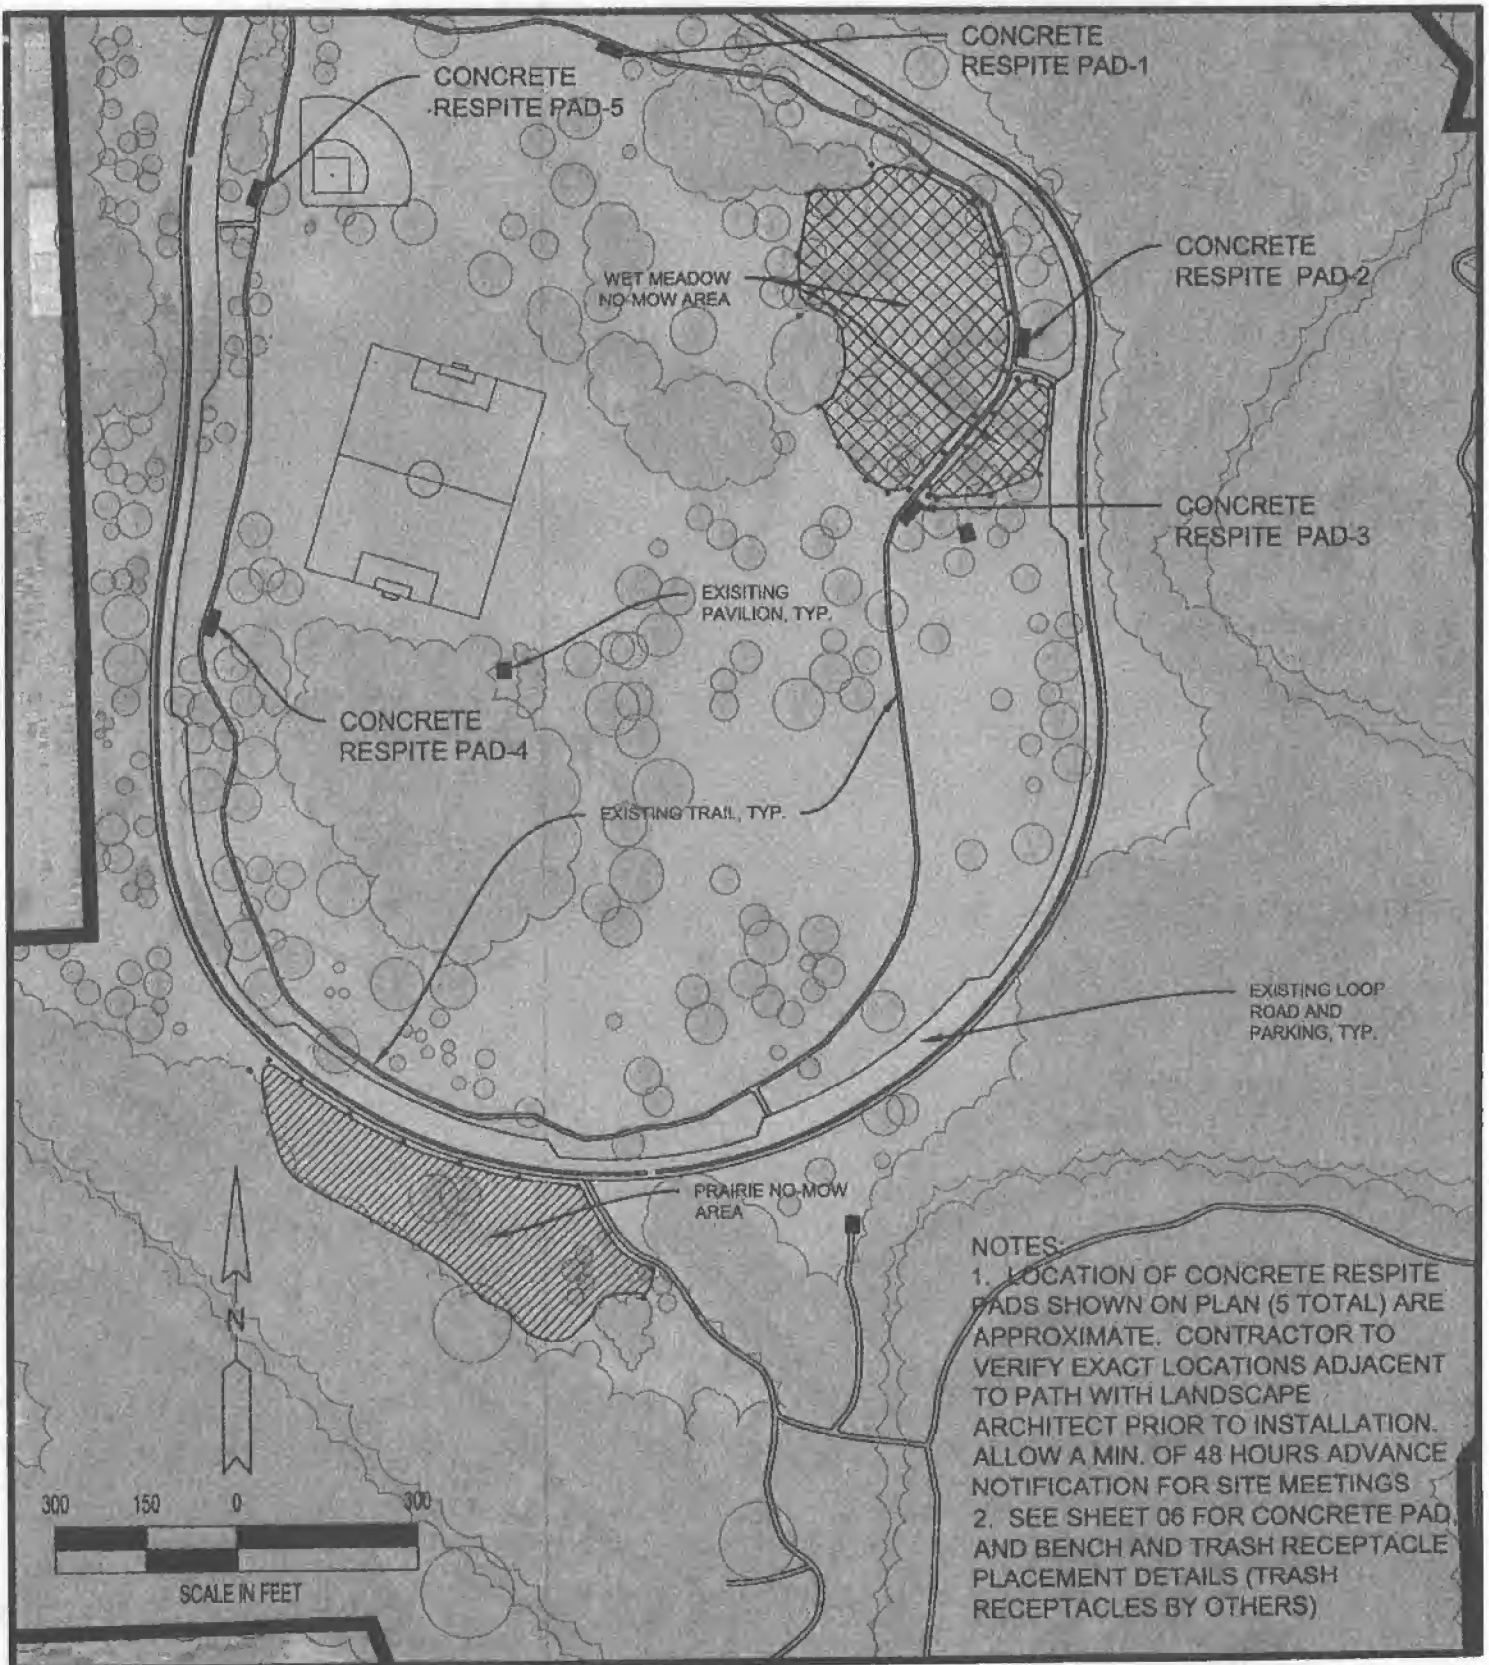 CONCRETE
RESPITE PAD-1
CONCRETE
RESPITE PAD-5
CONCRETE
RESPITE PAD-2
WET MEADOW
NO-MOW AREA
CONCRETE
RESPITE PAD-3
EXISITING
PAVILION, TYP.
CONCRETE
RESPITE PAD-4
EXISTING TRAIL, TYP.
EXISTING LOOP
ROAD AND
PARKING, TYP.
PRAIRIE NO-MOW
AREA
N
300 150 0 300
SCALE IN FEET
NOTES:
1. LOCATION OF CONCRETE RESPITE
PADS SHOWN ON PLAN (5 TOTAL) ARE
APPROXIMATE. CONTRACTOR TO
VERIFY EXACT LOCATIONS ADJACENT
TO PATH WITH LANDSCAPE
ARCHITECT PRIOR TO INSTALLATION.
ALLOW A MIN. OF 48 HOURS ADVANCE
NOTIFICATION FOR SITE MEETINGS
2. SEE SHEET 06 FOR CONCRETE PAD,
AND BENCH AND TRASH RECEPTACLE
PLACEMENT DETAILS (TRASH
RECEPTACLES BY OTHERS)